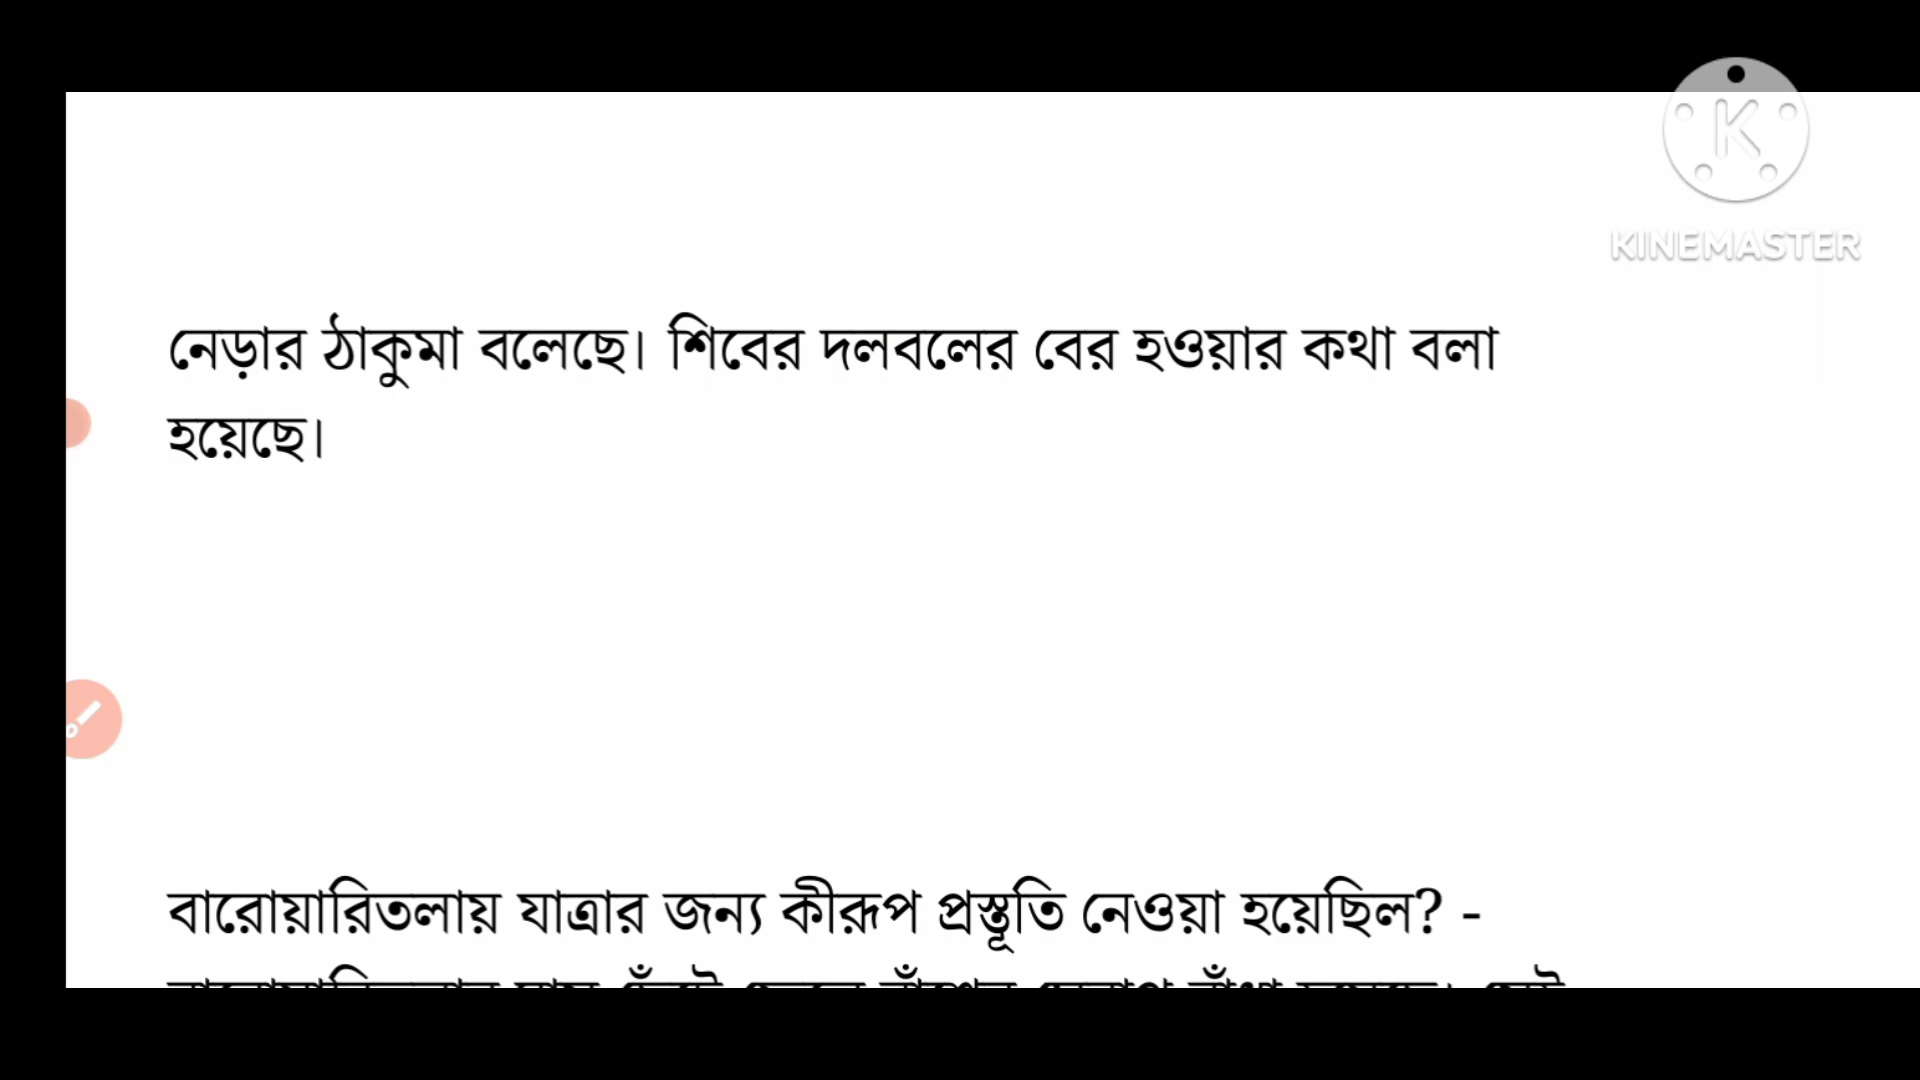 KINEMASTER
নেড়ার ঠাকুমা বলেছে। শিবের দলবলের বের হওয়ার কথা বলা
হয়েছে।
বারোয়ারিতলায় যাত্রার জন্য কীরূপ প্রস্তূতি নেওয়া হয়েছিল? -